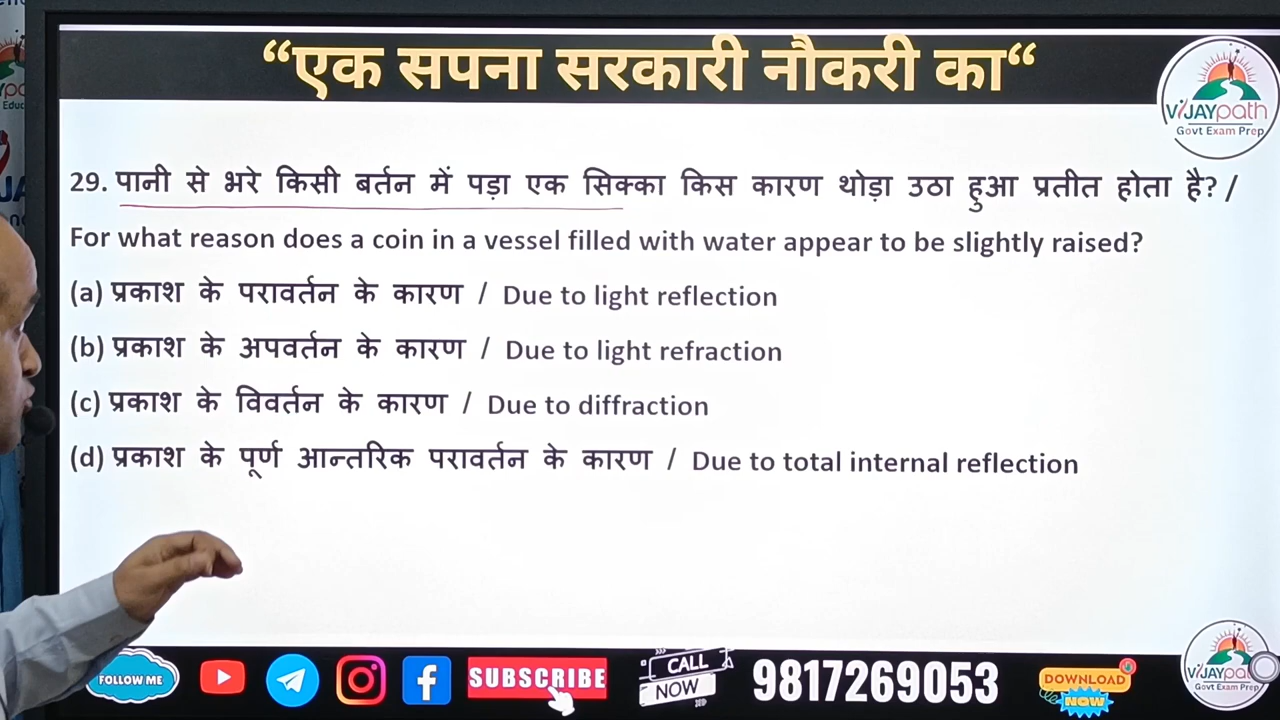 “एक सपना सरकारी नौकरी का“
VIJAYpath
Govt Exam Prep
29. पानी से भरे किसी बर्तन में पड़ा एक सिक्का किस कारण थोड़ा उठा हुआ प्रतीत होता है? /
For what reason does a coin in a vessel filled with water appear to be slightly raised?
(a) प्रकाश के परावर्तन के कारण / Due to light reflection
(b) प्रकाश के अपवर्तन के कारण / Due to light refraction
(c) प्रकाश के विवर्तन के कारण / Due to diffraction
(d) प्रकाश के पूर्ण आन्तरिक परावर्तन के कारण / Due to total internal reflection
FOLLOW ME
SUBSCRIBE
CALL
NOW
9817269053
DOWNLOAD
NOW
VIJAYpath
Govt Exam Prep